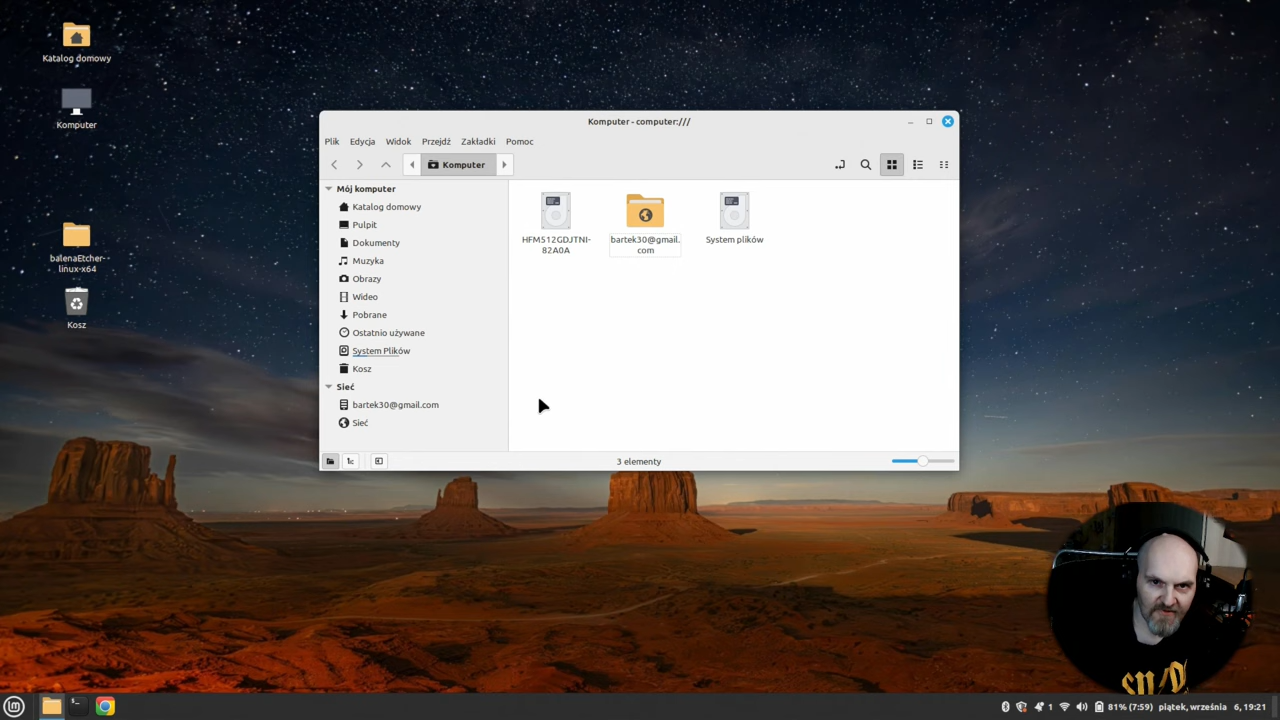 Katalog domowy
Komputer
balenaEtcher-
linux-x64
Kosz
Komputer - computer:///
Plik Edycja Widok Przejdź Zakładki Pomoc
Komputer
Mój komputer
Katalog domowy
Pulpit
Dokumenty
Muzyka
Obrazy
Wideo
Pobrane
Ostatnio używane
System Plików
Kosz
Sieć
bartek30@gmail.com
Sieć
HFM512GDJTNI-
82A0A
bartek30@gmail.
com
System plików
3 elementy
1 81% (7:59) piątek, września 6, 19:21